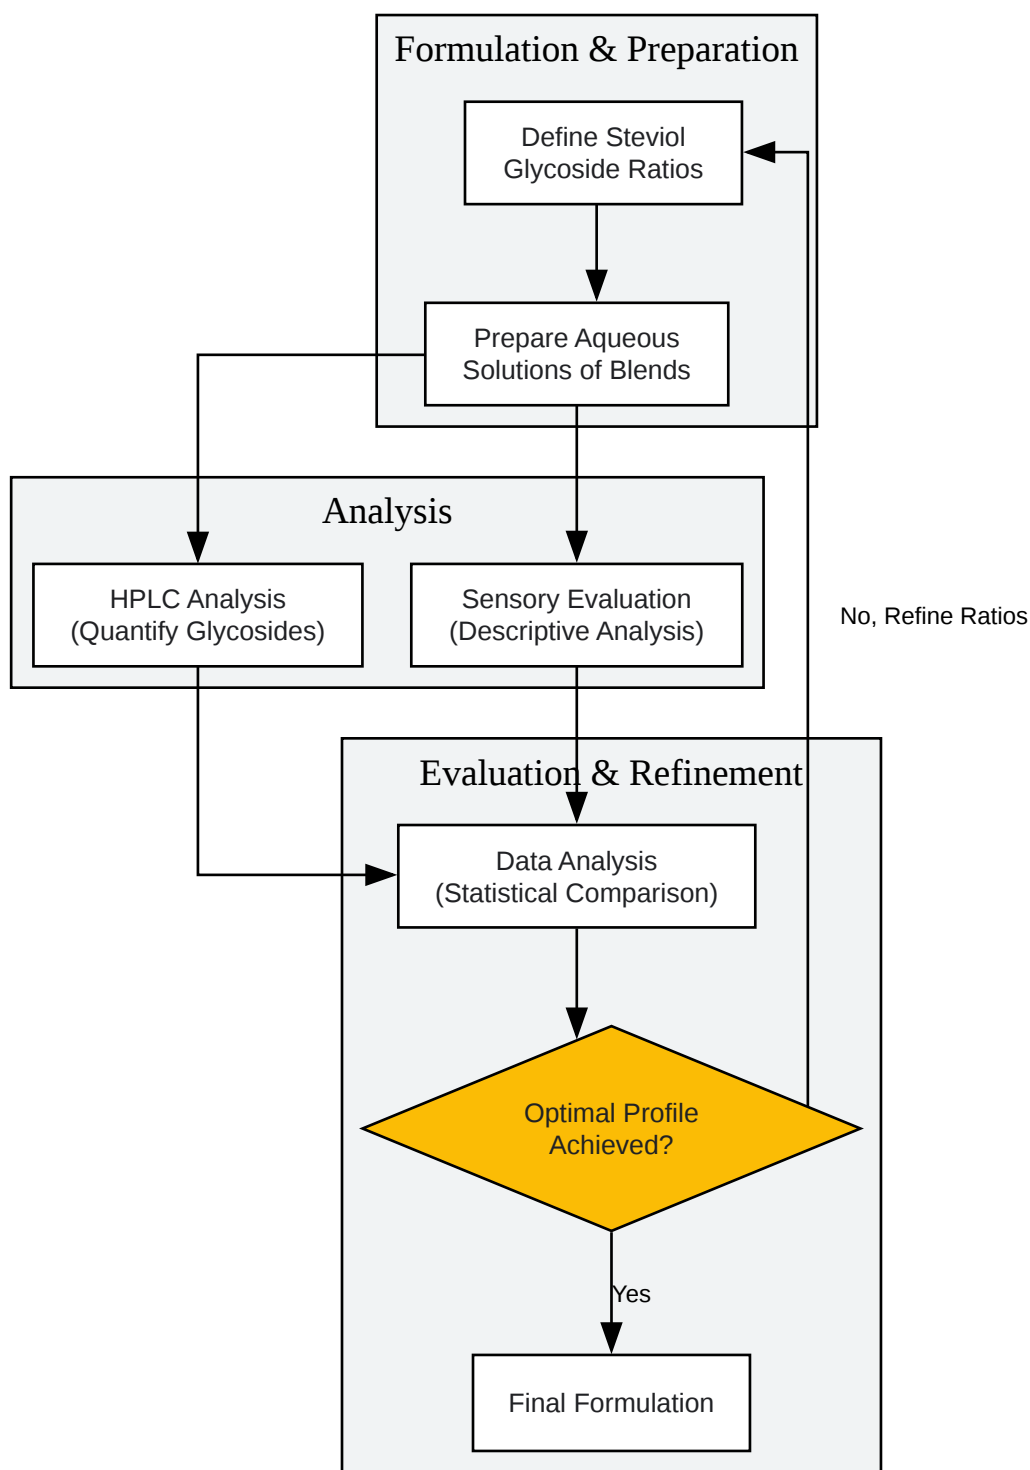 Formulation & Preparation
Define Steviol
Glycoside Ratios
Prepare Aqueous
Solutions of Blends
Analysis
HPLC Analysis
(Quantify Glycosides)
Sensory Evaluation
(Descriptive Analysis)
No, Refine Ratios
Evaluation & Refinement
Data Analysis
(Statistical Comparison)
Optimal Profile
Achieved?
Yes
Final Formulation